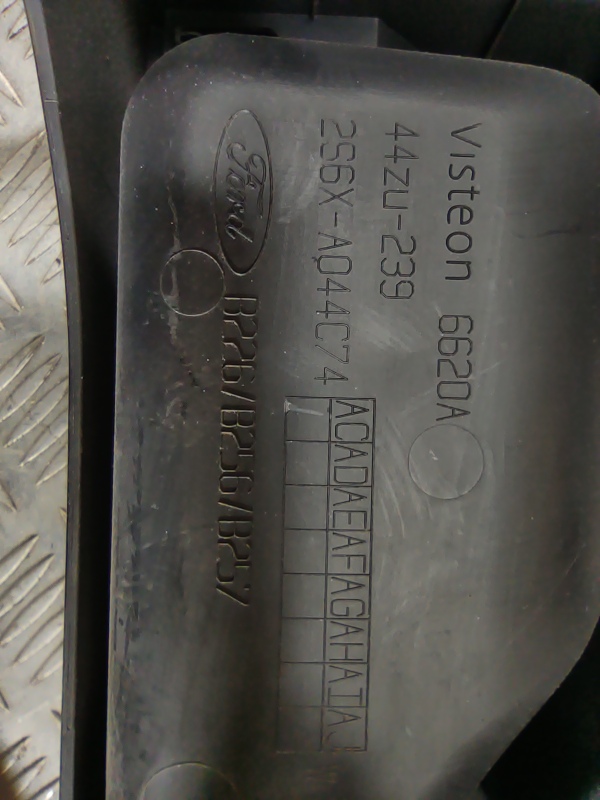 Visteon 6620A
44ZU-239
2S6X-A044C74 AC AD AE AF AG AH AI AJ
Ford B226/B256/B257